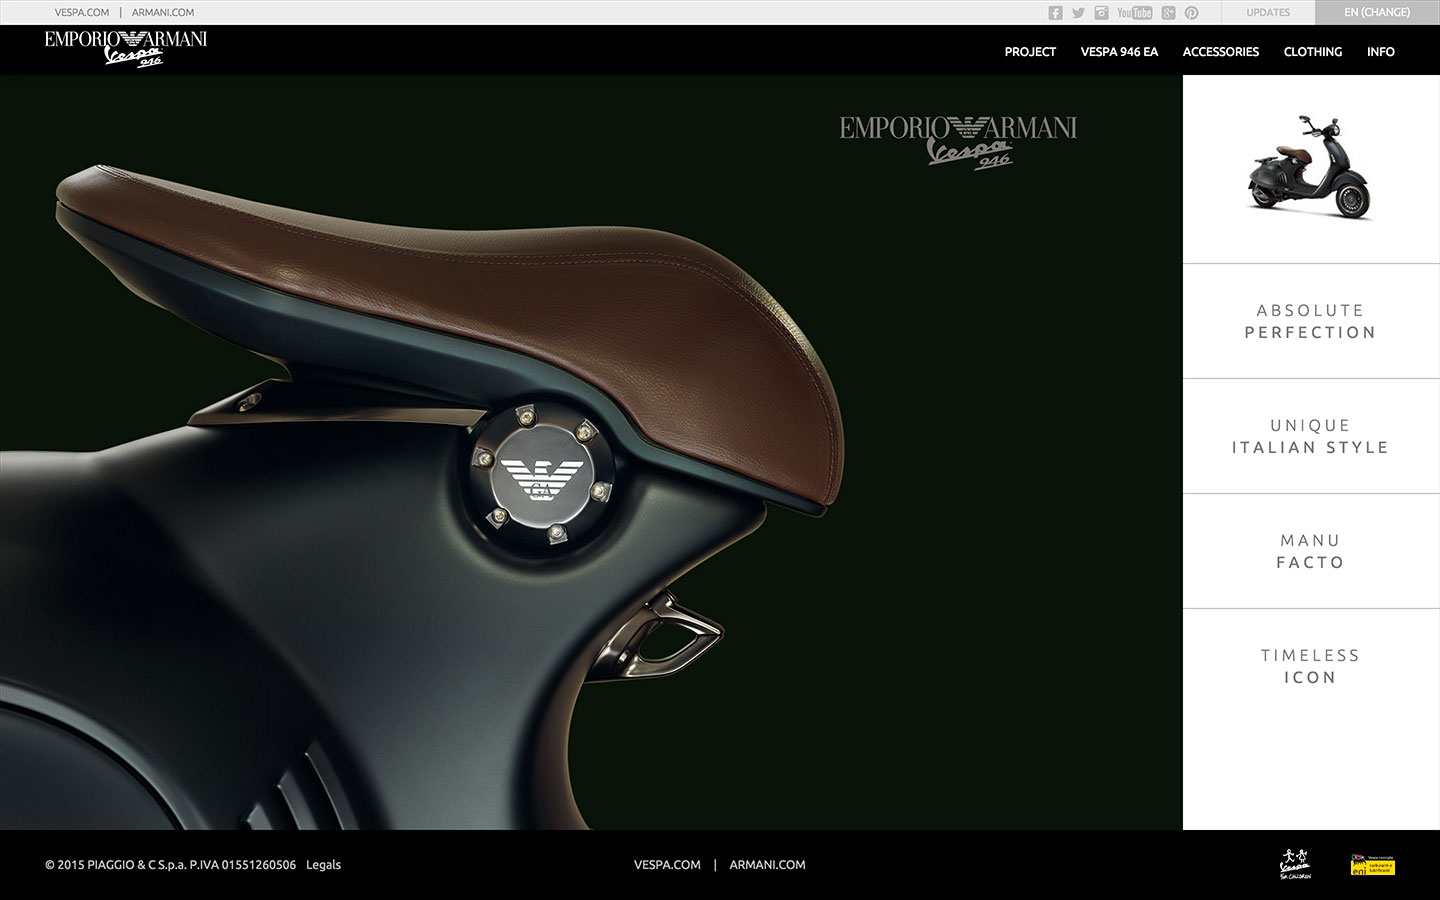 VESPA.COM | ARMANI.COM
You Tube
UPDATES
EN (CHANGE)
EMPORIO ARMANI
Vespa
946
PROJECT
VESPA 946 EA
ACCESSORIES
CLOTHING
INFO
EMPORIO ARMANI
Vespa
946
GA
ABSOLUTE
PERFECTION
UNIQUE
ITALIAN STYLE
MANU
FACTO
TIMELESS
ICON
© 2015 PIAGGIO & C S.p.a. P.IVA 01551260506 Legals
VESPA.COM | ARMANI.COM
Vespa
FOR CHILDREN
eni